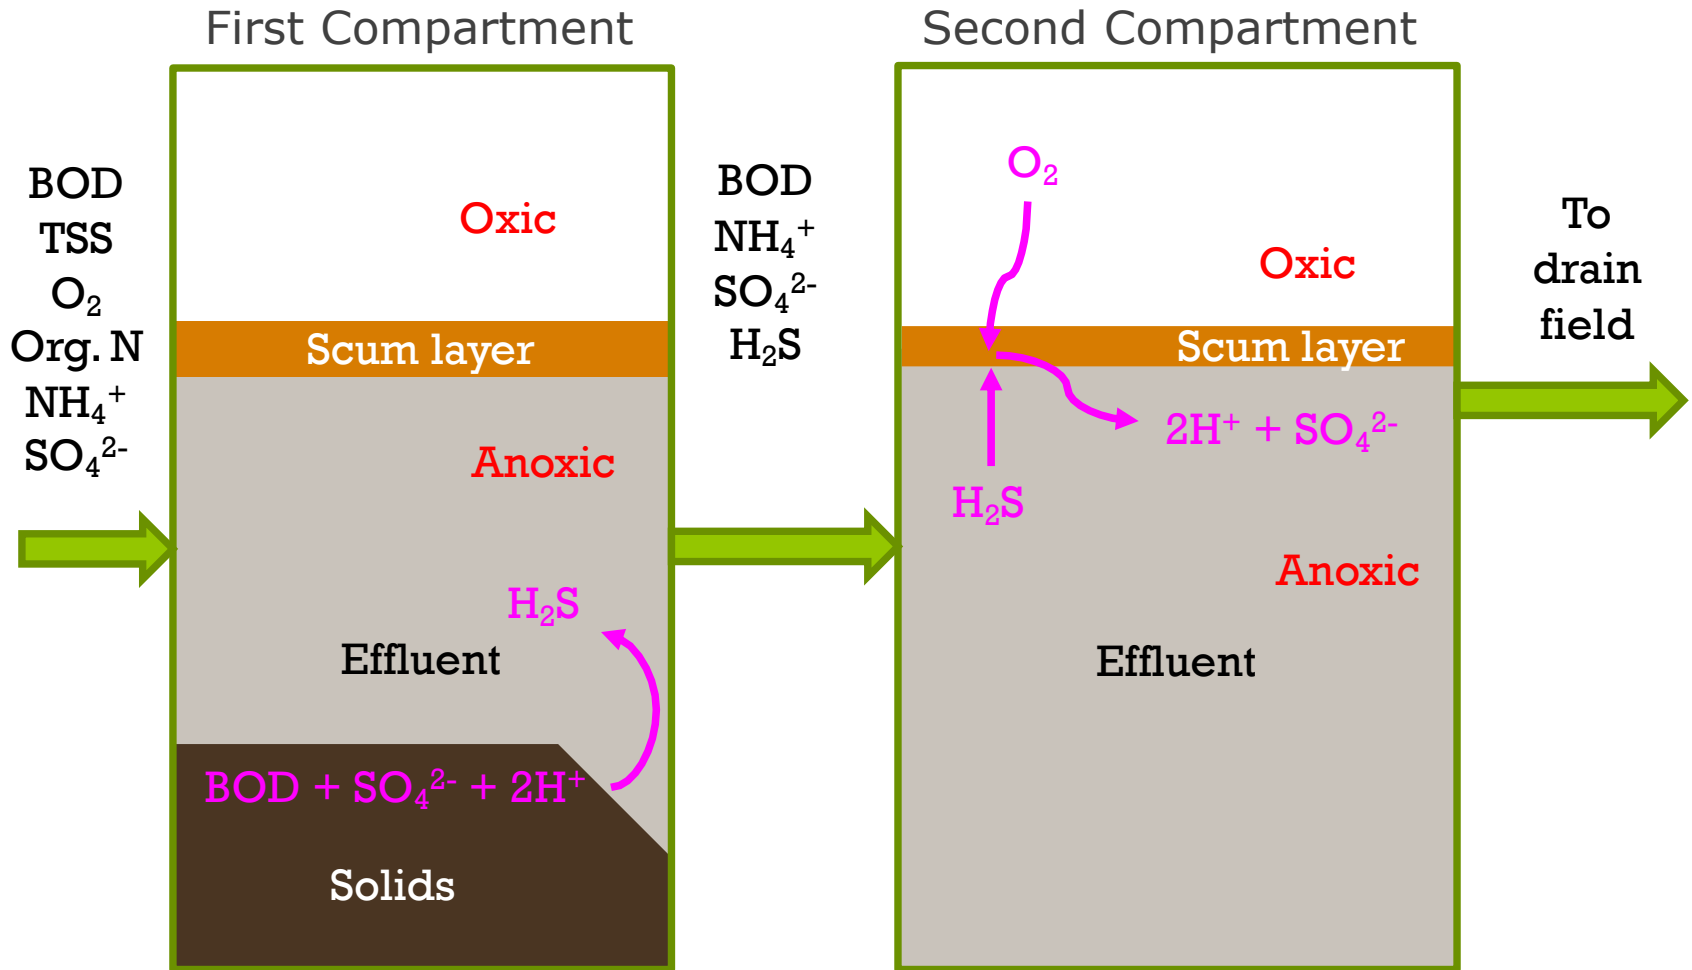 First Compartment
Second Compartment
BOD
TSS
O₂
Org. N
NH₄⁺
SO₄²⁻
Oxic
Scum layer
Anoxic
H₂S
Effluent
BOD + SO₄²⁻ + 2H⁺
Solids
BOD
NH₄⁺
SO₄²⁻
H₂S
O₂
Oxic
Scum layer
2H⁺ + SO₄²⁻
H₂S
Anoxic
Effluent
To
drain
field